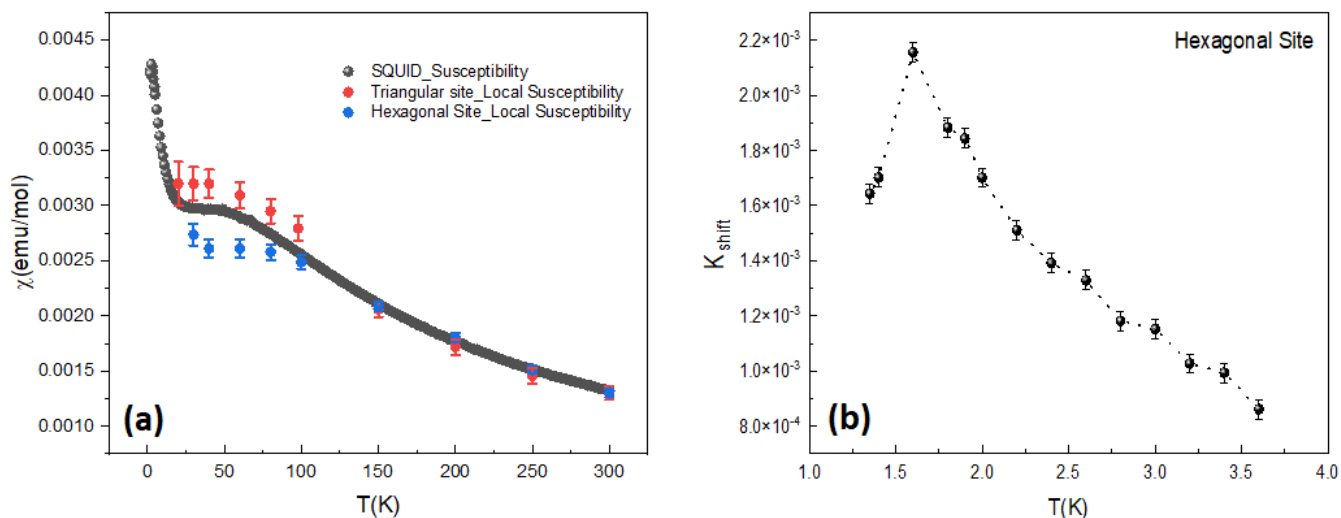 0.0045
0.0040
0.0035
0.0030
0.0025
0.0020
0.0015
0.0010
χ(emu/mol)
SQUID_Susceptibility
Triangular site_Local Susceptibility
Hexagonal Site_Local Susceptibility
(a)
0 50 100 150 200 250 300
T(K)
2.2×10⁻³
2.0×10⁻³
1.8×10⁻³
1.6×10⁻³
1.4×10⁻³
1.2×10⁻³
1.0×10⁻³
8.0×10⁻⁴
K_shift
Hexagonal Site
(b)
1.0 1.5 2.0 2.5 3.0 3.5 4.0
T(K)